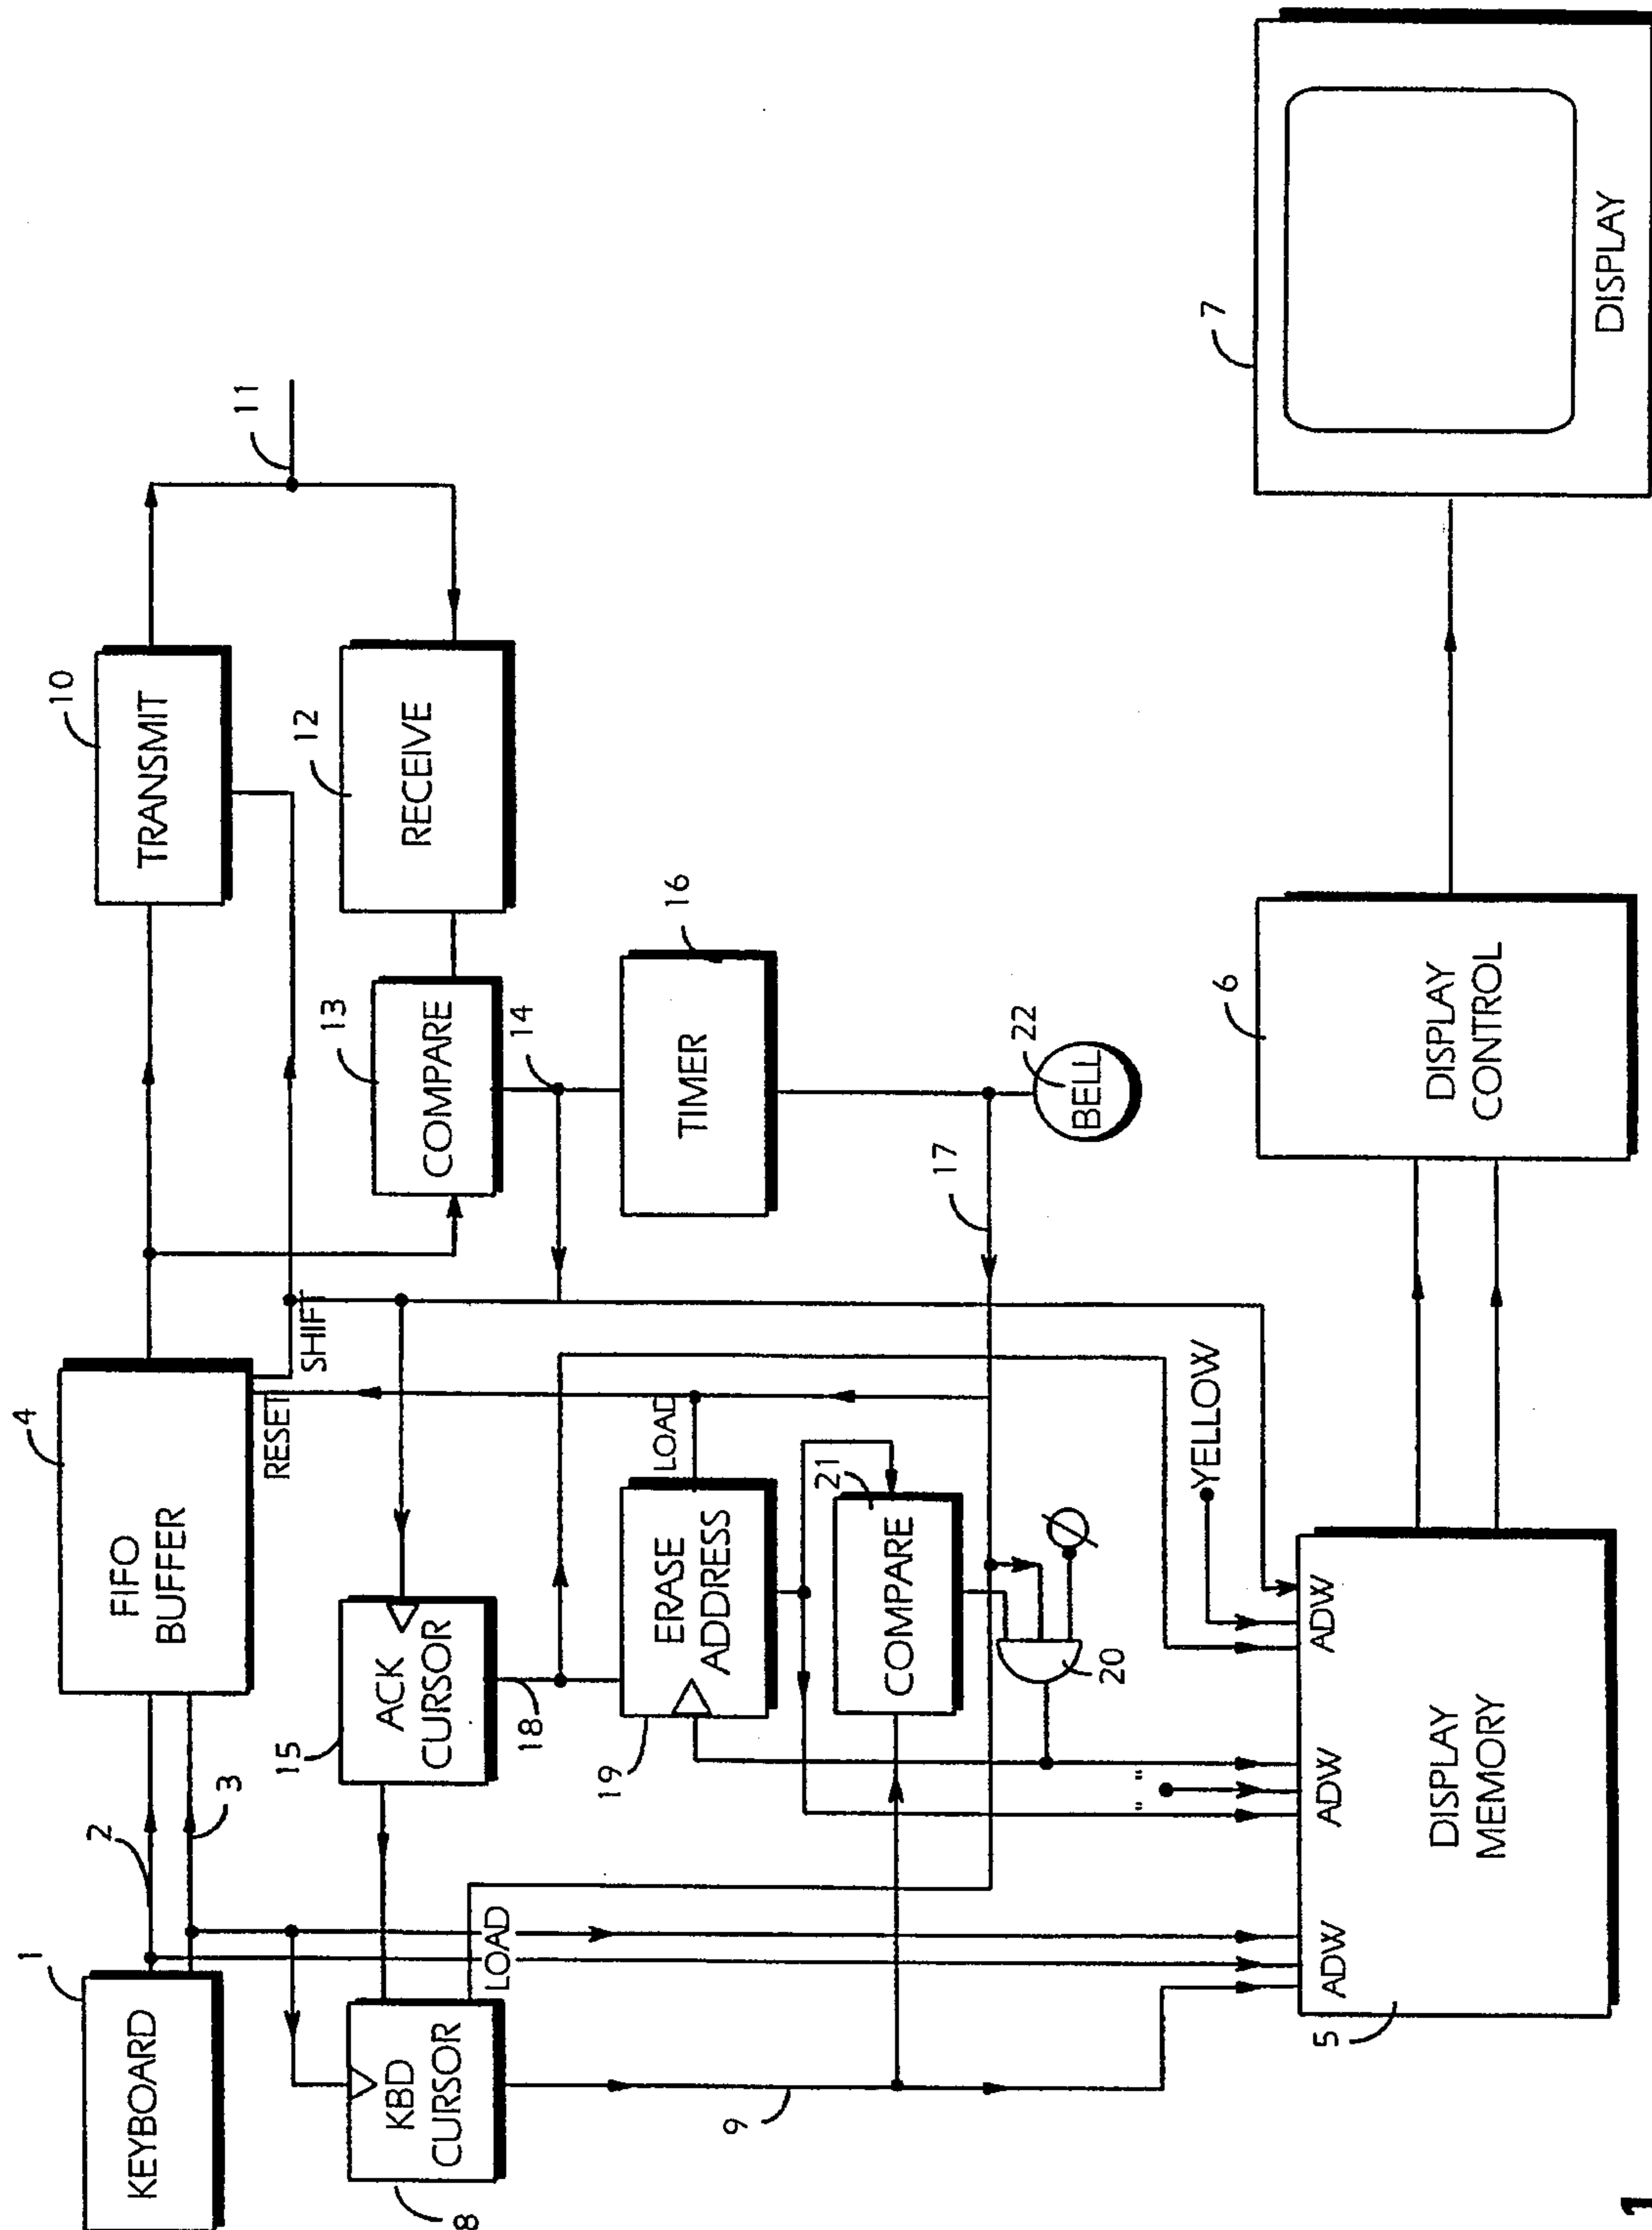 1
KEYBOARD
2
3
4
FIFO
BUFFER
RESET
SHIFT
10
TRANSMIT
11
8
KBD
CURSOR
LOAD
15
ACK
CURSOR
13
COMPARE
12
RECEIVE
14
18
19
ERASE
ADDRESS
LOAD
16
TIMER
9
21
COMPARE
17
20
22
BELL
" "
YELLOW
5
ADW
ADW
ADW
DISPLAY
MEMORY
6
DISPLAY
CONTROL
7
DISPLAY
1